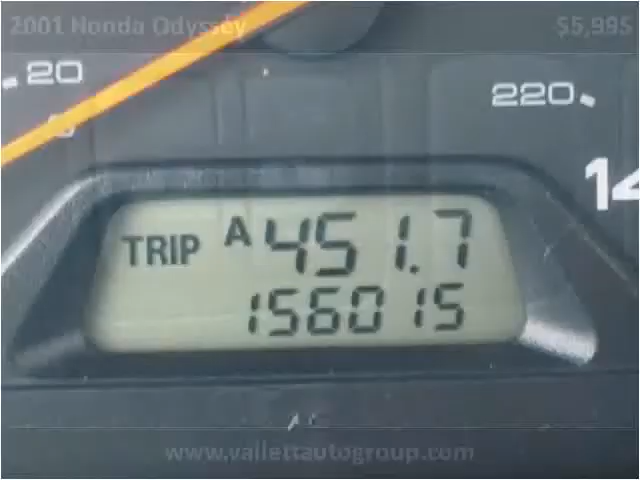 2001 Honda Odyssey $5,995
20
220
14
TRIP A 451.7
156015
www.vallettautogroup.com